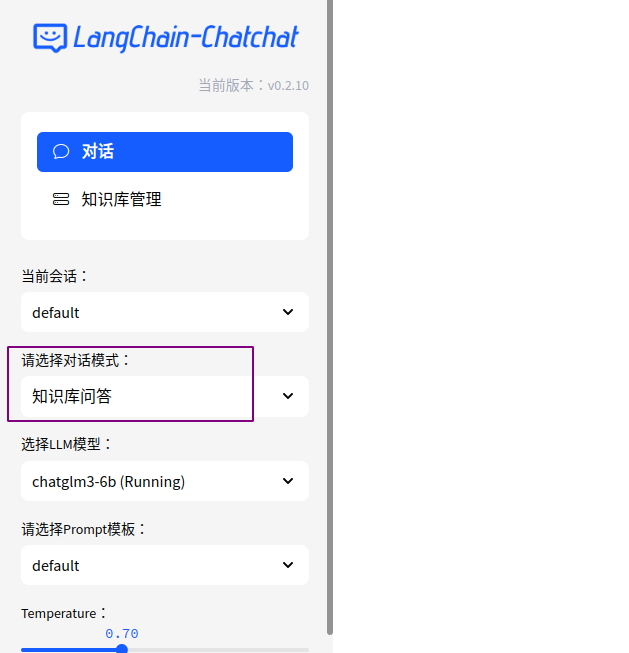 LangChain-Chatchat
当前版本：v0.2.10
对话
知识库管理
当前会话：
default
请选择对话模式：
知识库问答
选择LLM模型：
chatglm3-6b (Running)
请选择Prompt模板：
default
Temperature：
0.70